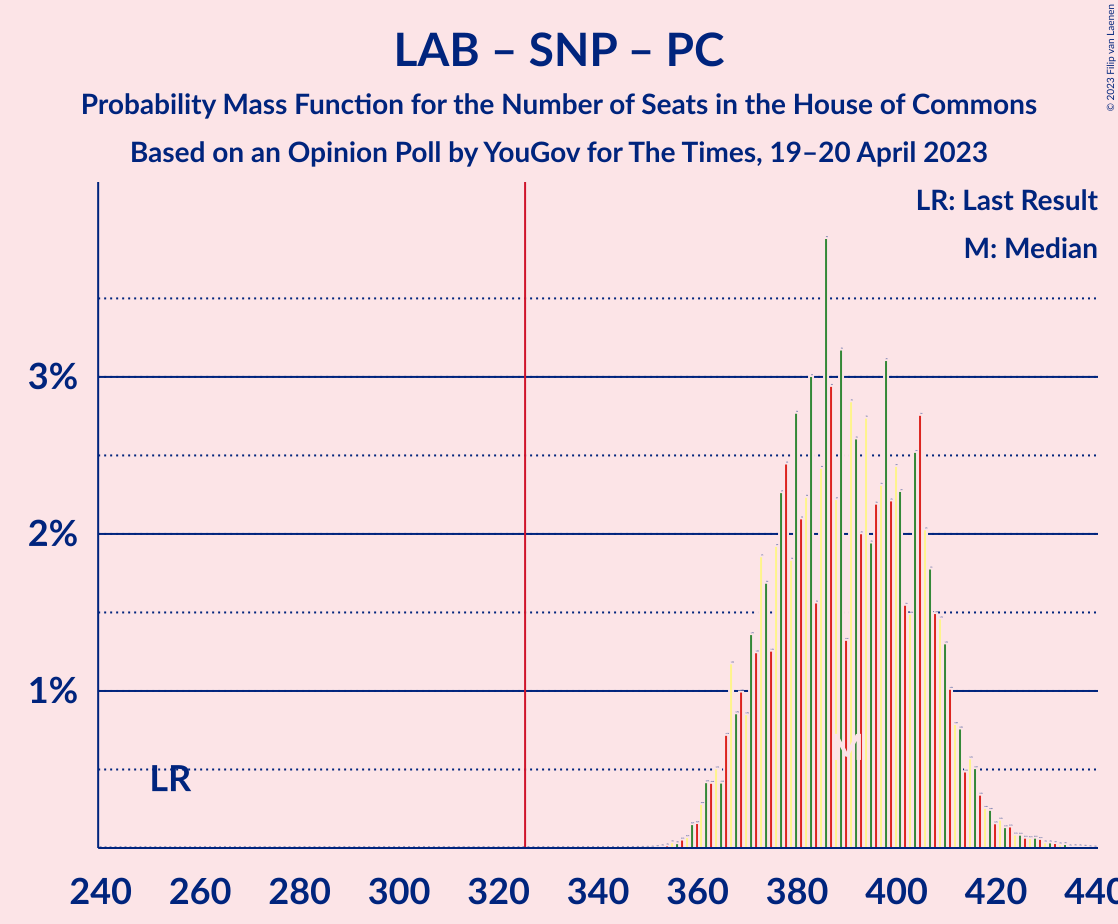 LAB – SNP – PC
Probability Mass Function for the Number of Seats in the House of Commons
Based on an Opinion Poll by YouGov for The Times, 19–20 April 2023
© 2023 Filip van Laenen
LR: Last Result
M: Median
3%
2%
1%
LR
M
240 260 280 300 320 340 360 380 400 420 440